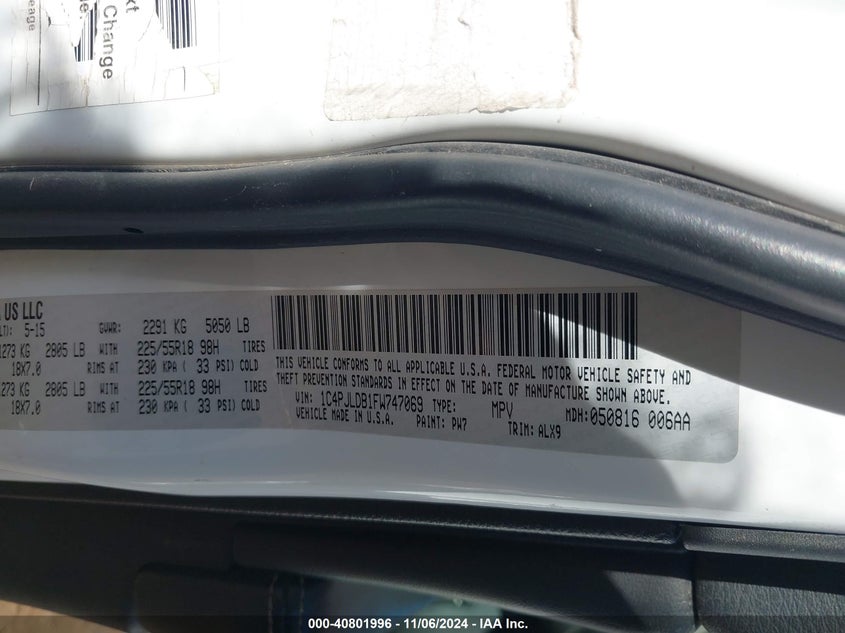 kt
Change
eage
US LLC
5-15 GVWR: 2291 KG 5050 LB
1273 KG 2805 LB WITH 225/55R18 98H TIRES
18X7.0 RIMS AT 230 KPA ( 33 PSI) COLD
273 KG 2805 LB WITH 225/55R18 98H TIRES
18X7.0 RIMS AT 230 KPA ( 33 PSI) COLD
THIS VEHICLE CONFORMS TO ALL APPLICABLE U.S.A. FEDERAL MOTOR VEHICLE SAFETY AND
THEFT PREVENTION STANDARDS IN EFFECT ON THE DATE OF MANUFACTURE SHOWN ABOVE.
VIN: 1C4PJLDB1FW747069 TYPE: MPV MDH:050816 006AA
VEHICLE MADE IN U.S.A. PAINT: PW7 TRIM: ALX9
000-40801996 - 11/06/2024 - IAA Inc.